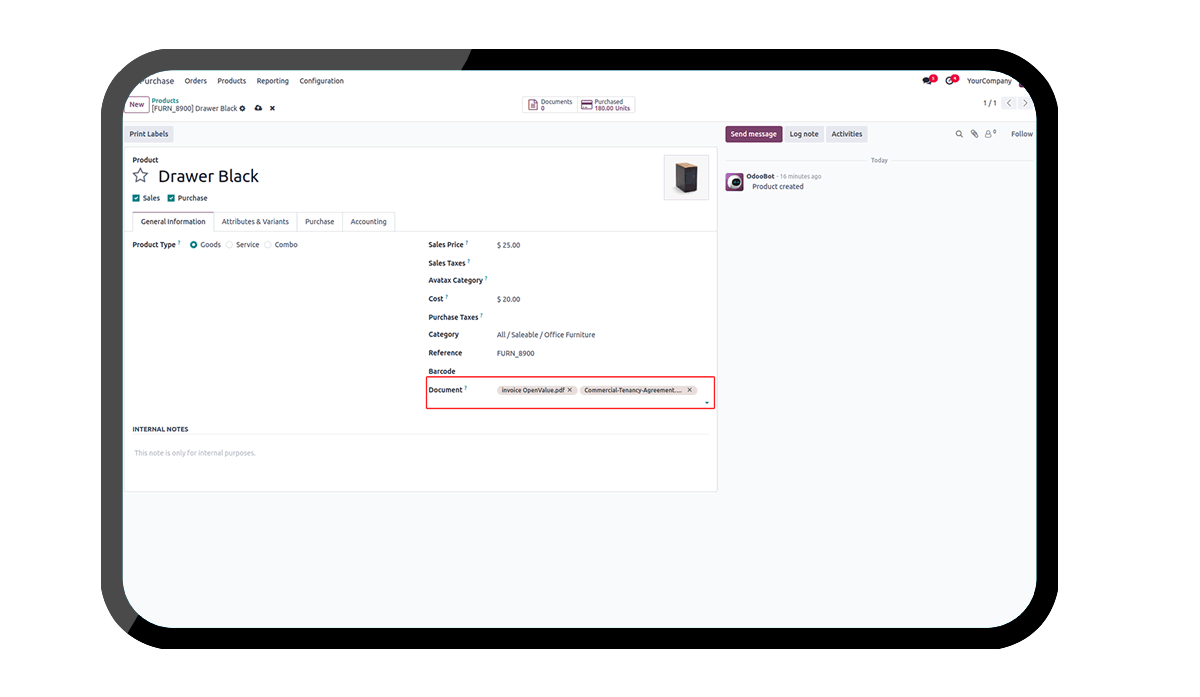 Purchase Orders Products Reporting Configuration
1 4 YourCompany
New Products
[FURN_8900] Drawer Black
Documents
0
Purchased
180.00 Units
1 / 1
Print Labels
Send message Log note Activities
0 Follow
Product
Drawer Black
Sales Purchase
General Information Attributes & Variants Purchase Accounting
Product Type ? Goods Service Combo
Sales Price ? $ 25.00
Sales Taxes ?
Avatax Category ?
Cost ? $ 20.00
Purchase Taxes ?
Category All / Saleable / Office Furniture
Reference FURN_8900
Barcode
Document ? invoice OpenValue.pdf × Commercial-Tenancy-Agreement.... ×
INTERNAL NOTES
This note is only for internal purposes.
Today
OdooBot - 16 minutes ago
Product created